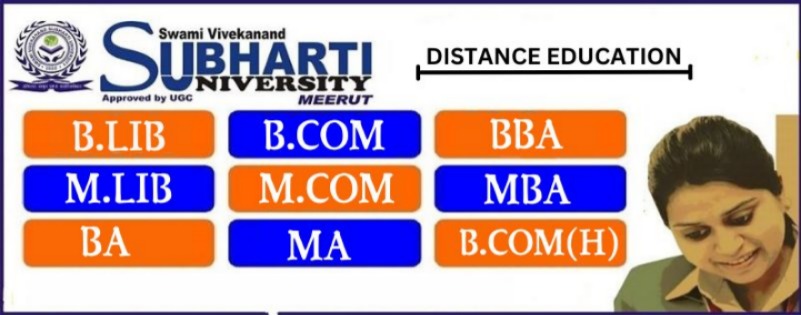 Swami Vivekanand
SUBHARTI
UNIVERSITY
Approved by UGC MEERUT
DISTANCE EDUCATION
B.LIB B.COM BBA
M.LIB M.COM MBA
BA MA B.COM(H)